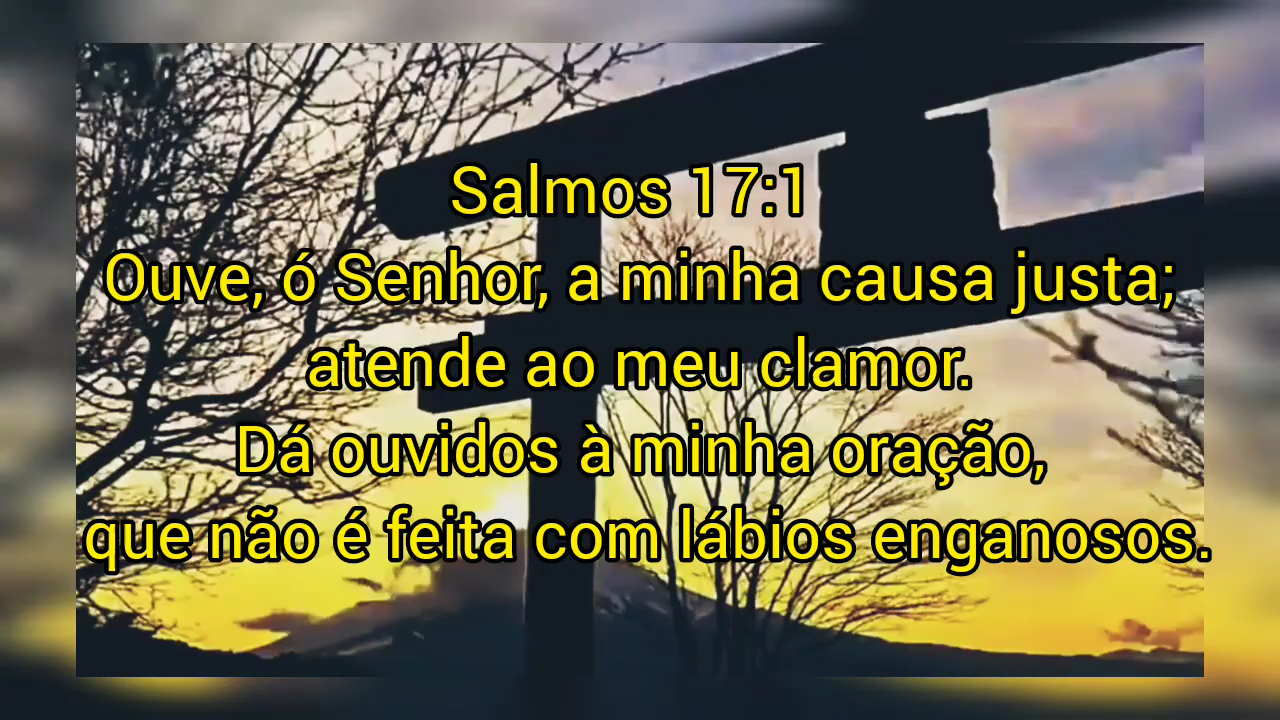 Salmos 17:1
Ouve, ó Senhor, a minha causa justa;
atende ao meu clamor.
Dá ouvidos à minha oração,
que não é feita com lábios enganosos.